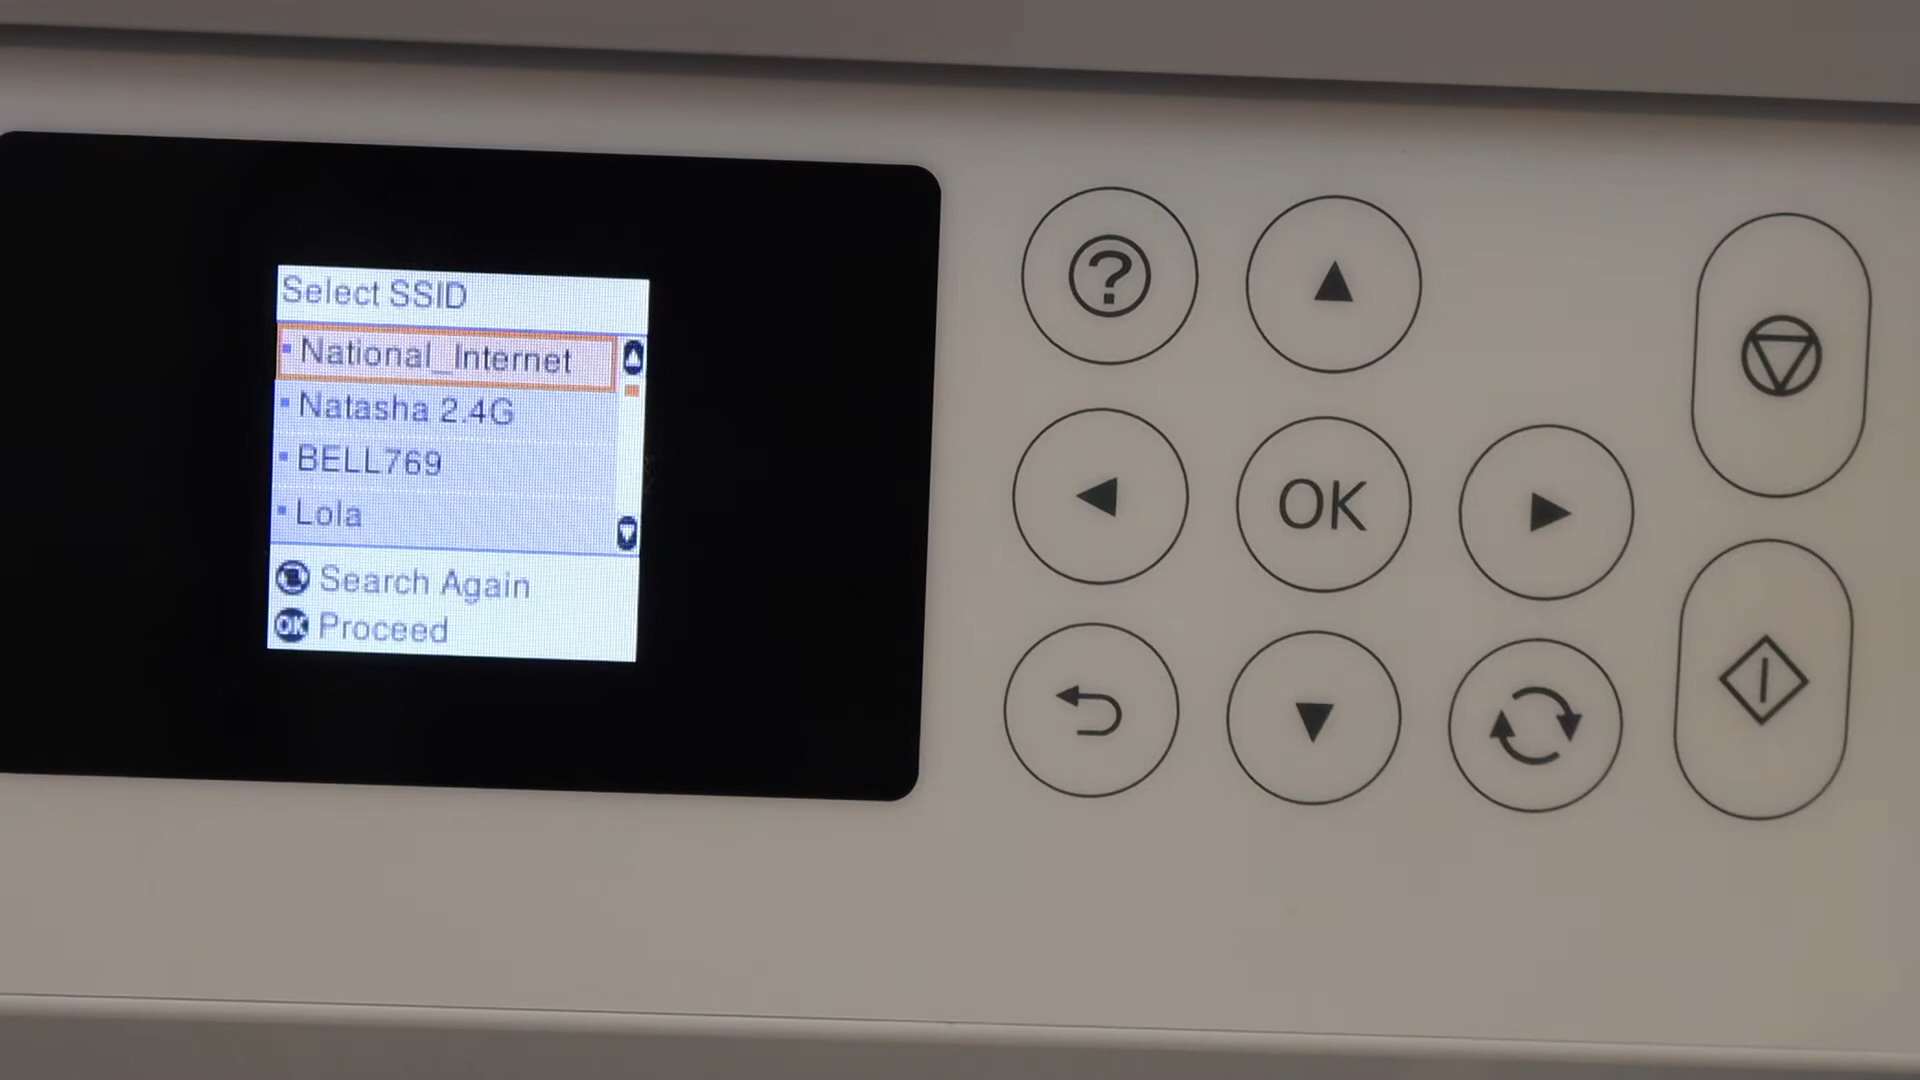 Select SSID
National_Internet
Natasha 2.4G
BELL769
Lola
Search Again
OK Proceed
?
OK